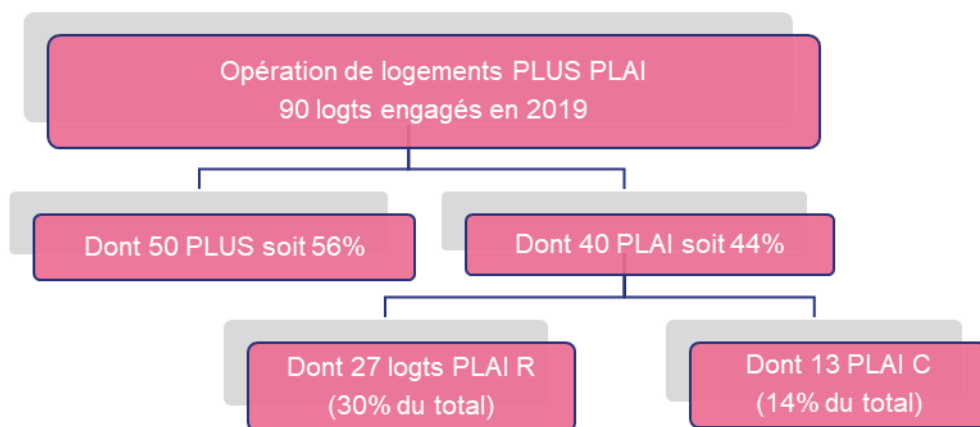 Opération de logements PLUS PLAI
90 logts engagés en 2019
Dont 50 PLUS soit 56%
Dont 40 PLAI soit 44%
Dont 27 logts PLAI R
(30% du total)
Dont 13 PLAI C
(14% du total)